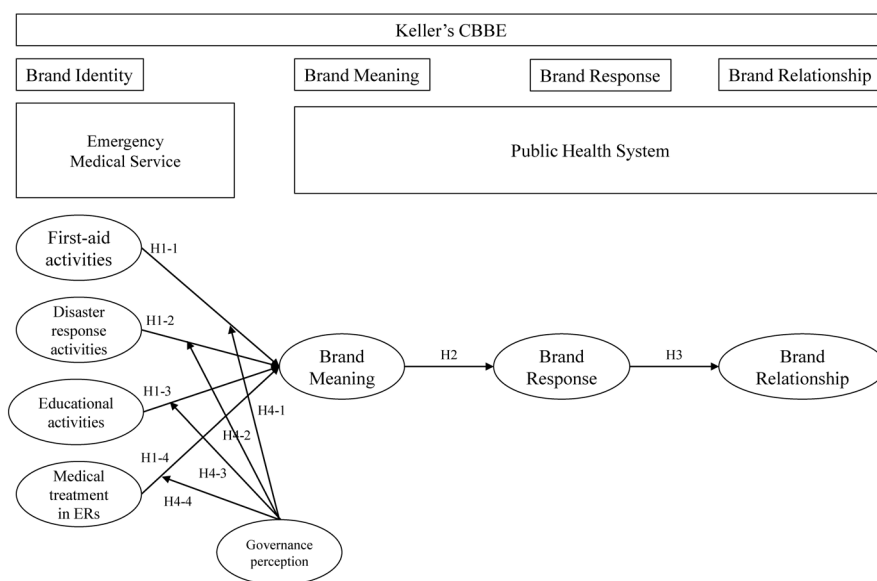 Keller's CBBE
Brand Identity
Brand Meaning
Brand Response
Brand Relationship
Emergency
Medical Service
Public Health System
First-aid
activities
H1-1
Disaster
response
activities
H1-2
Educational
activities
H1-3
Medical
treatment
in ERs
H1-4
H4-1
H4-2
H4-3
H4-4
Governance
perception
Brand
Meaning
H2
Brand
Response
H3
Brand
Relationship